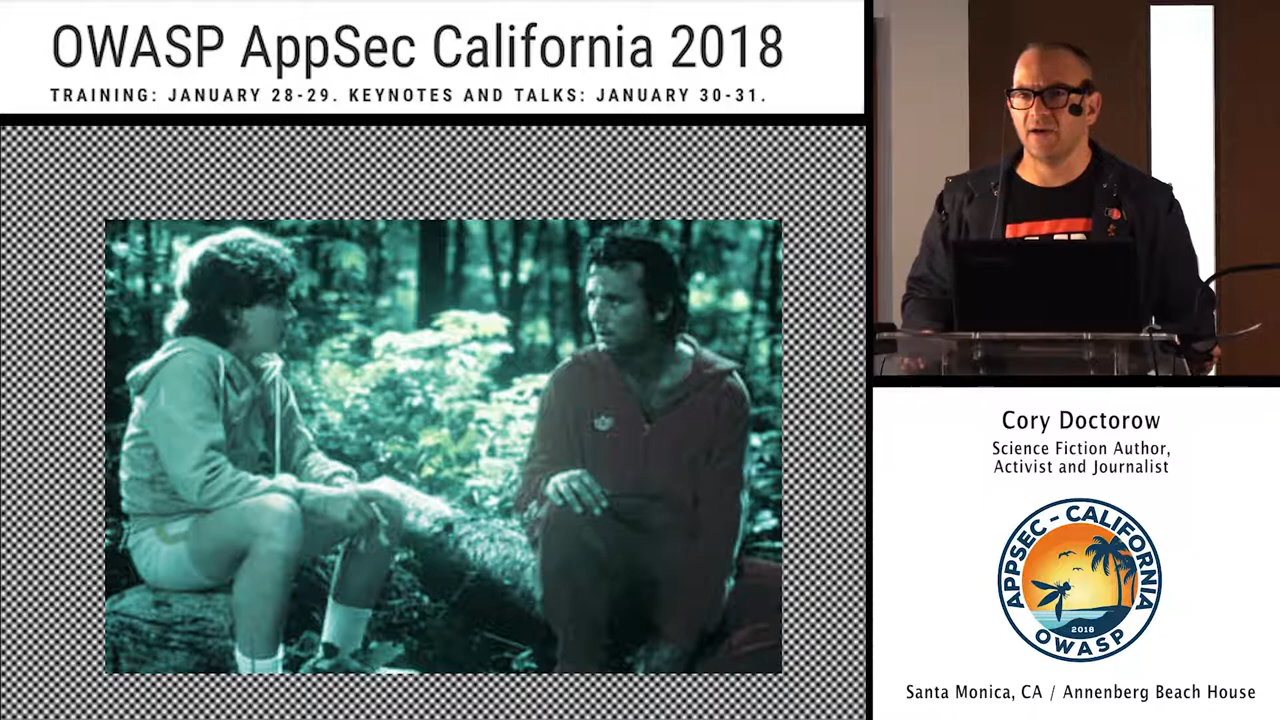 OWASP AppSec California 2018
TRAINING: JANUARY 28-29. KEYNOTES AND TALKS: JANUARY 30-31.
Cory Doctorow
Science Fiction Author,
Activist and Journalist
APPSEC - CALIFORNIA
2018
OWASP
Santa Monica, CA / Annenberg Beach House